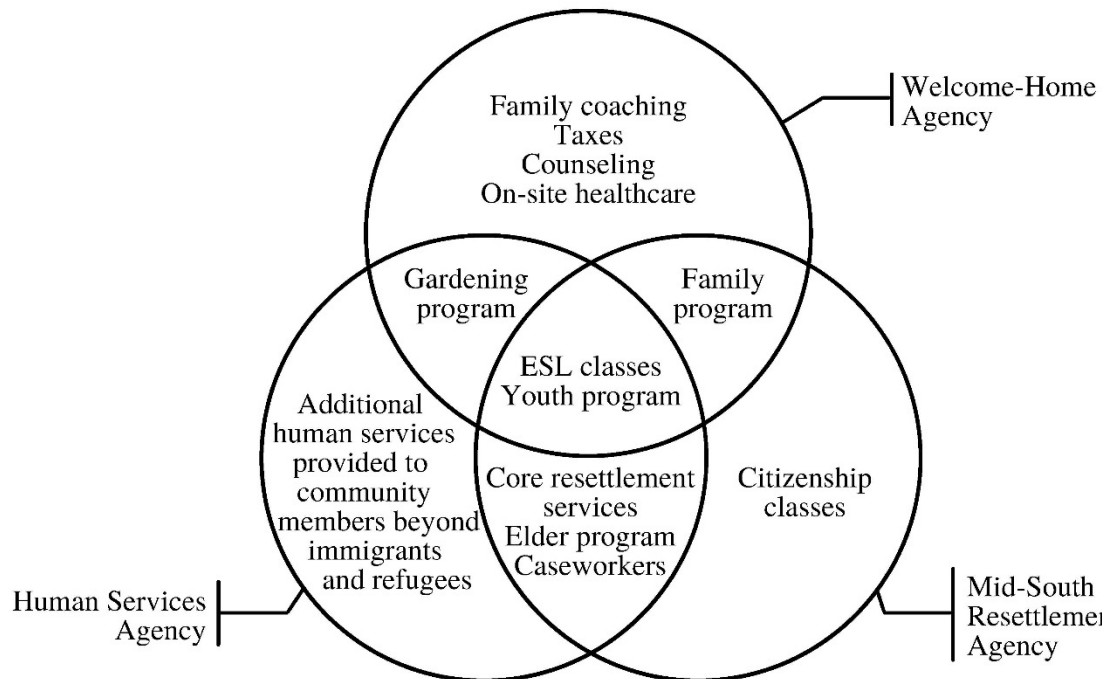 Family coaching
Taxes
Counseling
On-site healthcare
Welcome-Home
Agency
Gardening
program
Family
program
ESL classes
Youth program
Additional
human services
provided to
community
members beyond
immigrants
and refugees
Core resettlement
services
Elder program
Caseworkers
Citizenship
classes
Human Services
Agency
Mid-South
Resettlemen
Agency